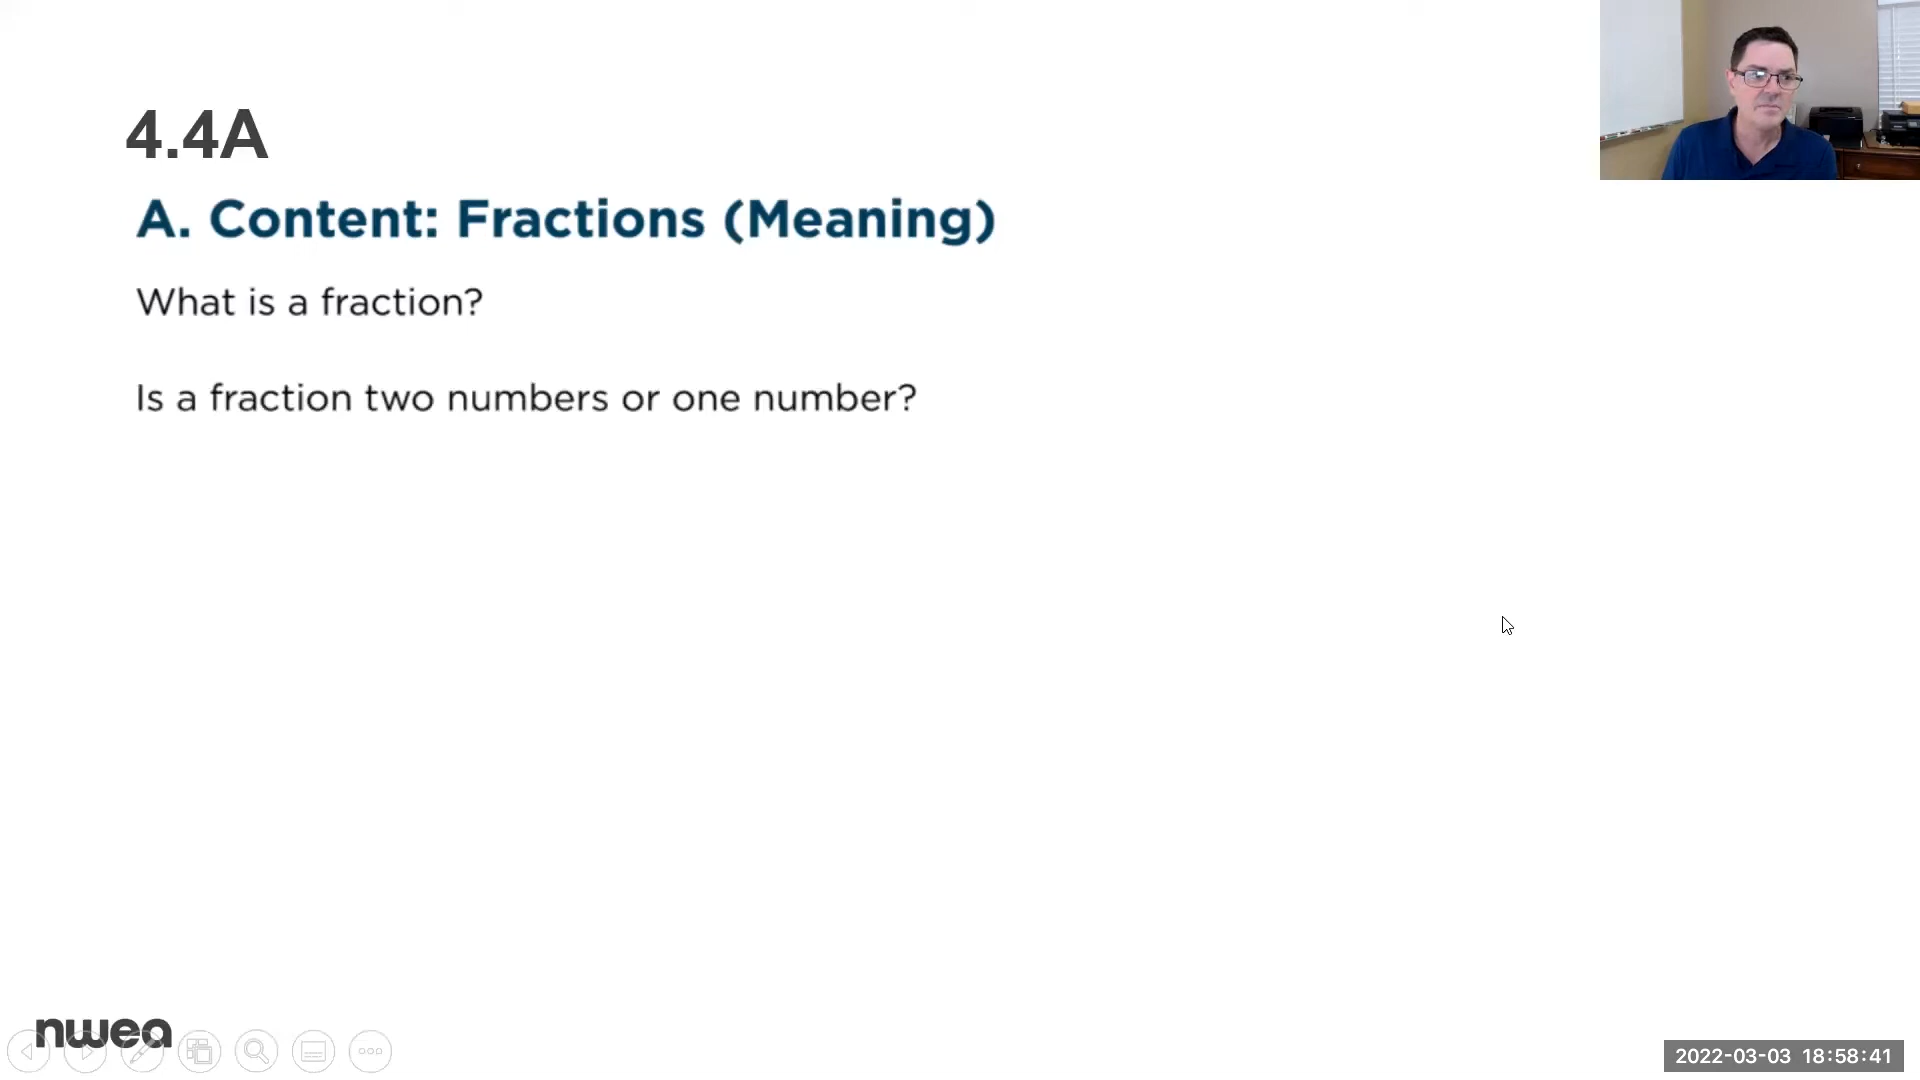 4.4A
A. Content: Fractions (Meaning)
What is a fraction?
Is a fraction two numbers or one number?
nwea
2022-03-03 18:58:41